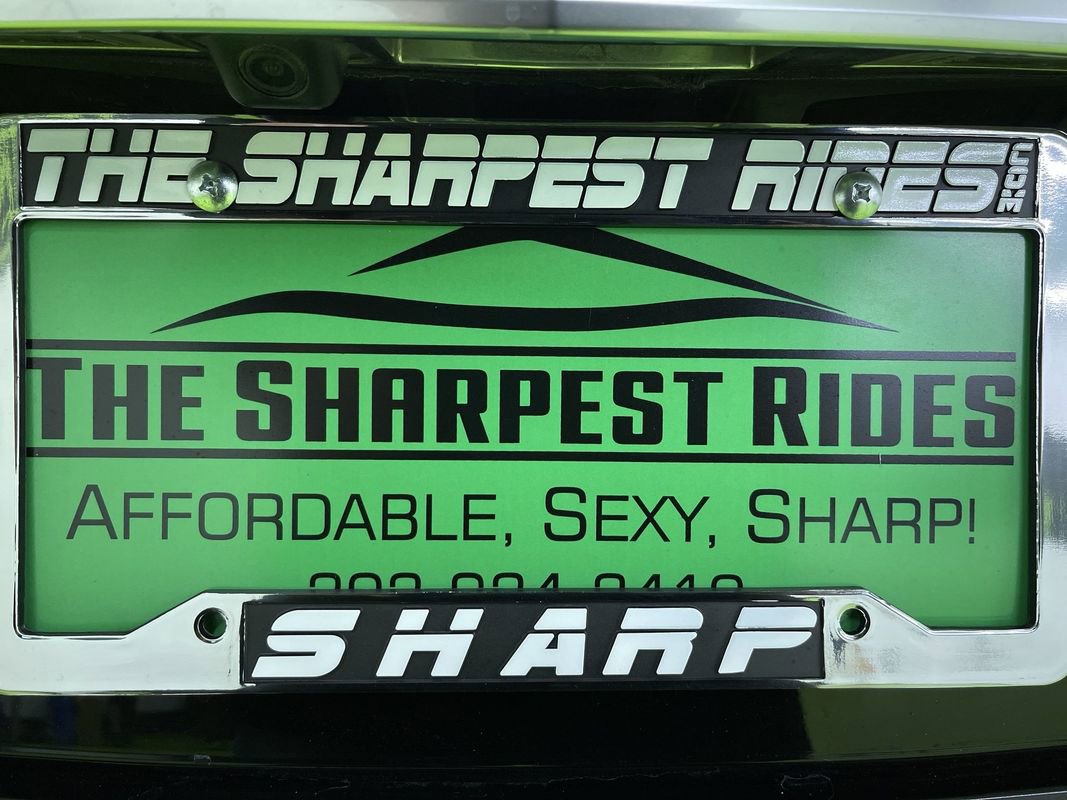 THE SHARPEST RIDES.COM
THE SHARPEST RIDES
AFFORDABLE, SEXY, SHARP!
SHARP